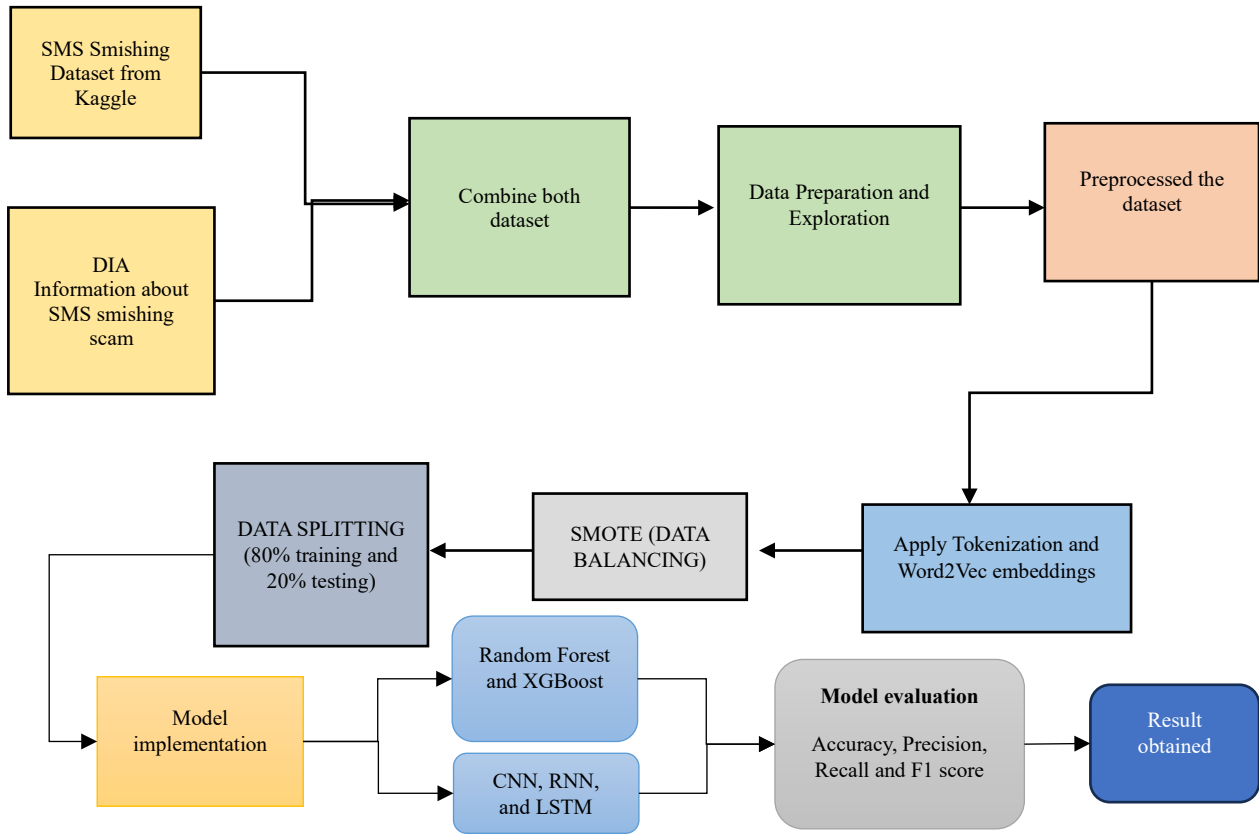 SMS Smishing
Dataset from
Kaggle
DIA
Information about
SMS smishing
scam
Combine both
dataset
Data Preparation and
Exploration
Preprocessed the
dataset
Apply Tokenization and
Word2Vec embeddings
SMOTE (DATA
BALANCING)
DATA SPLITTING
(80% training and
20% testing)
Model
implementation
Random Forest
and XGBoost
CNN, RNN,
and LSTM
Model evaluation
Accuracy, Precision,
Recall and F1 score
Result
obtained